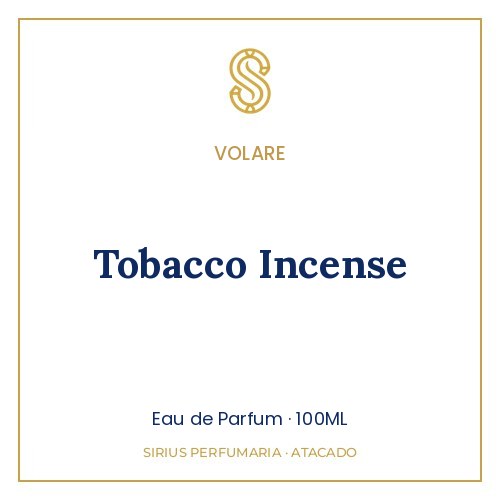 VOLARE
Tobacco Incense
Eau de Parfum · 100ML
SIRIUS PERFUMARIA · ATACADO